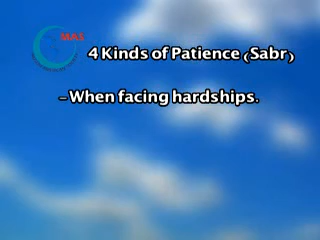 MAS
4 Kinds of Patience (Sabr)
- When facing hardships.